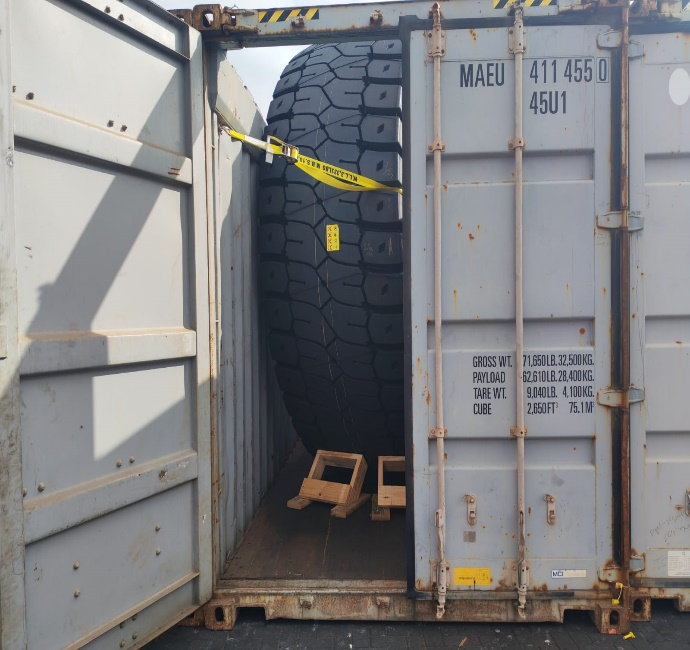 MAEU 411 455 0
45U1
GROSS WT. 71,650LB. 32,500KG.
PAYLOAD 62,610LB. 28,400KG.
TARE WT. 9,040LB. 4,100KG.
CUBE 2,650FT³ 75.1M³